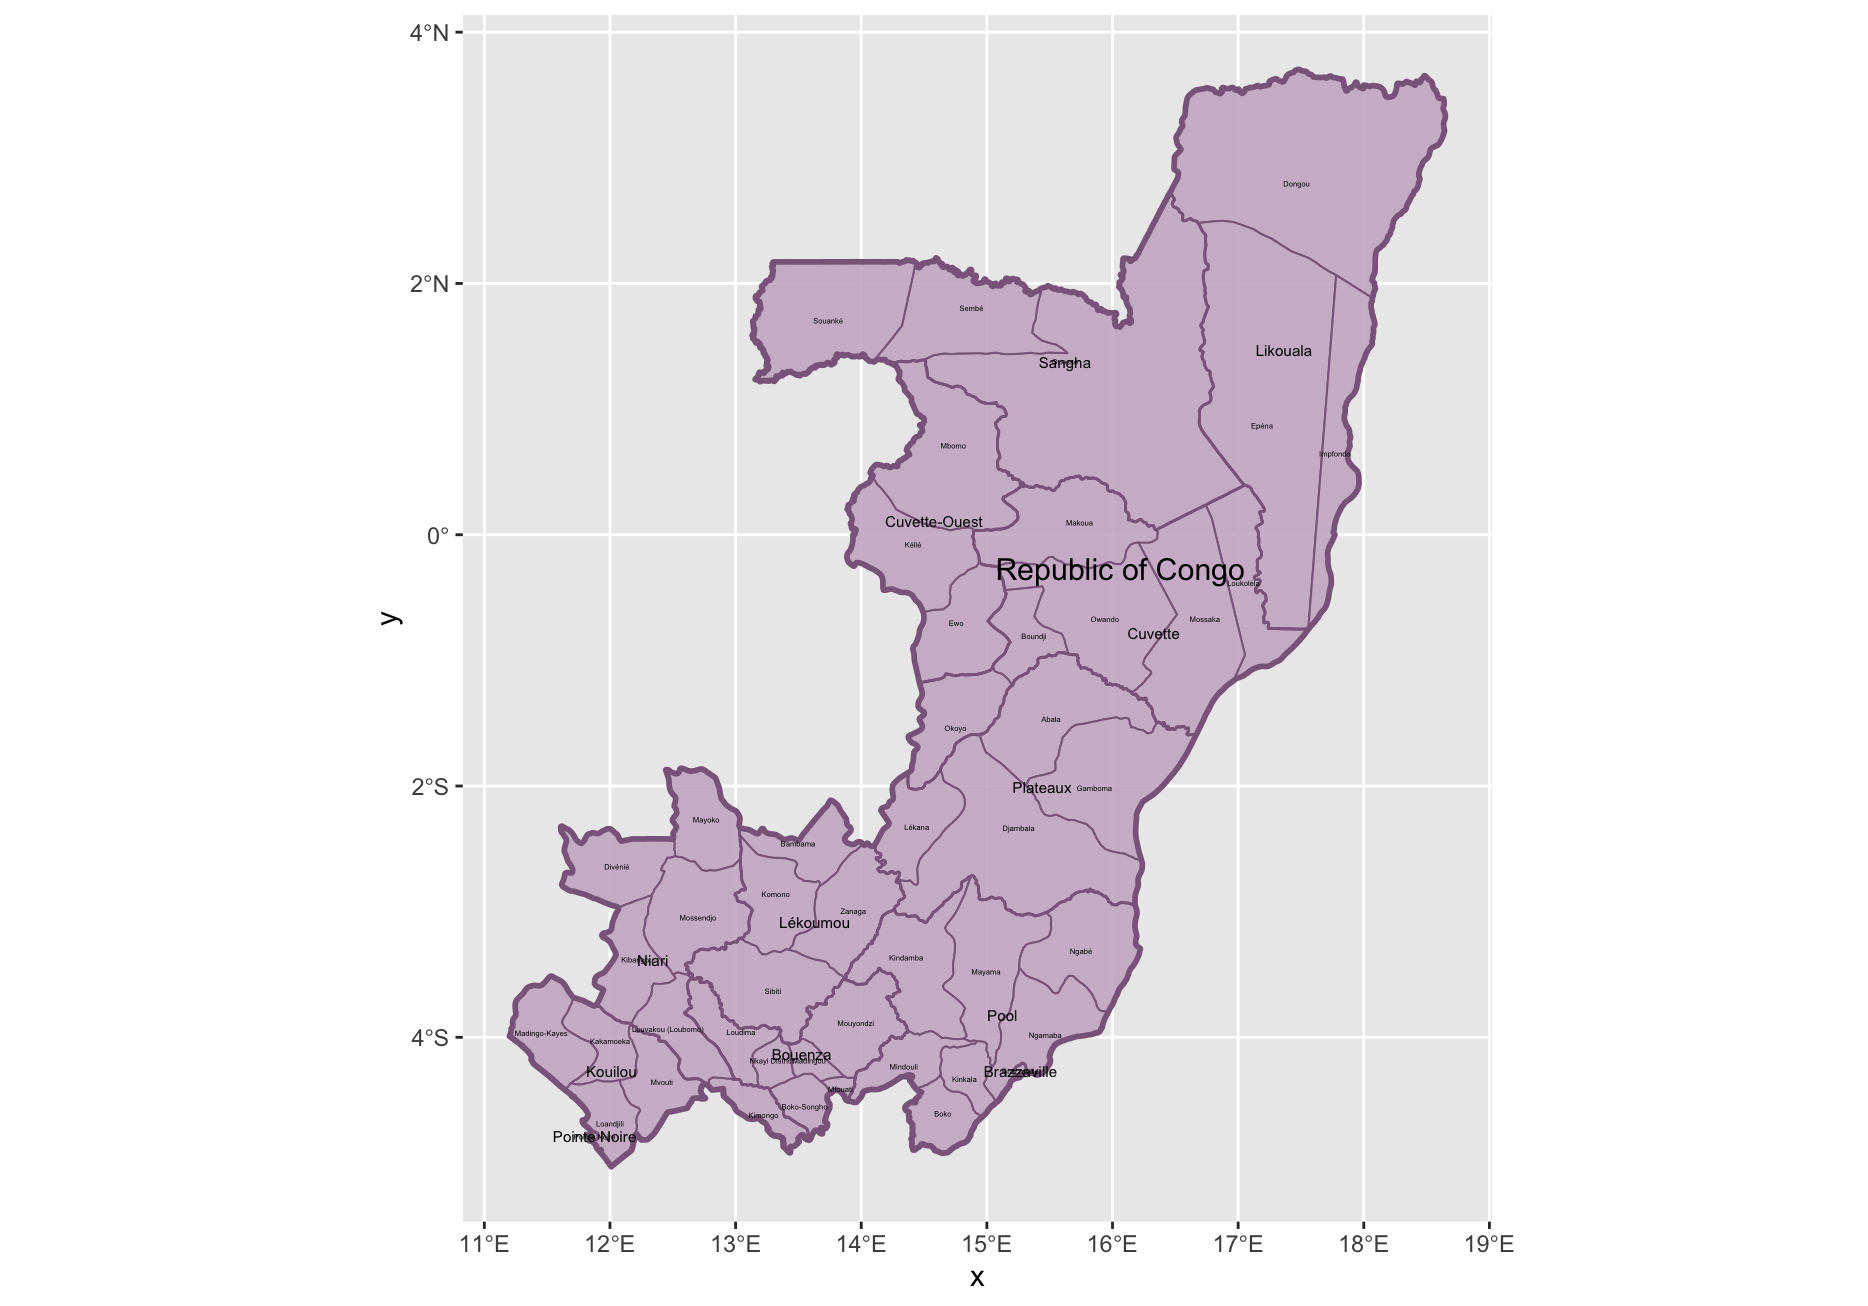 4°N
Dongou
2°N
Sembé
Souanké
Likouala
Sangha
Epéna
Mbomo
Impfondo
Cuvette-Ouest
Makoua
0°
Kéllé
Republic of Congo
Loukoléla
Ewo
Owando
Mossaka
Boundji
Cuvette
y
Abala
Okoyo
2°S
Plateaux
Gamboma
Mayoko
Lékana
Djambala
Bambama
Divénié
Komono
Zanaga
Mossendjo
Lékoumou
Ngabé
Kindamba
Niari
Mayama
Sibiti
Pool
Mouyondzi
Louvakou (Loubomo)
Loudima
Madingo-Kayes
Ngamaba
4°S
Kakamoeka
Bouenza
Mindouli
Kouilou
Brazzaville
Kinkala
Mvouti
Mfouati
Boko-Songho
Kimongo
Boko
Loandjili
Pointe Noire
11°E 12°E 13°E 14°E 15°E 16°E 17°E 18°E 19°E
x